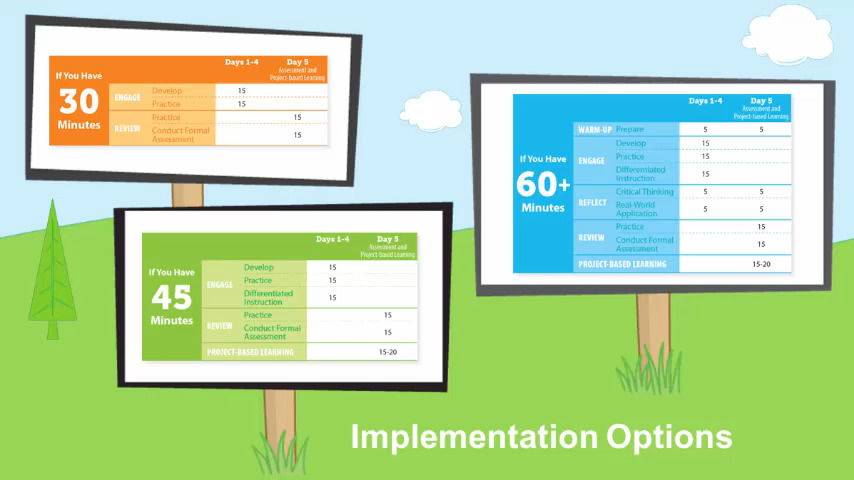 Days 1-4 Day 5
Assessment and
Project-based Learning
If You Have
30
Minutes
ENGAGE Develop 15
Practice 15
REVIEW Practice 15
Conduct Formal
Assessment 15
Days 1-4 Day 5
Assessment and
Project-based Learning
If You Have
45
Minutes
ENGAGE Develop 15
Practice 15
Differentiated
Instruction 15
REVIEW Practice 15
Conduct Formal
Assessment 15
PROJECT-BASED LEARNING 15-20
Days 1-4 Day 5
Assessment and
Project-based Learning
If You Have
60+
Minutes
WARM-UP Prepare 5 5
ENGAGE Develop 15
Practice 15
Differentiated
Instruction 15
REFLECT Critical Thinking 5 5
Real-World
Application 5 5
REVIEW Practice 15
Conduct Formal
Assessment 15
PROJECT-BASED LEARNING 15-20
Implementation Options